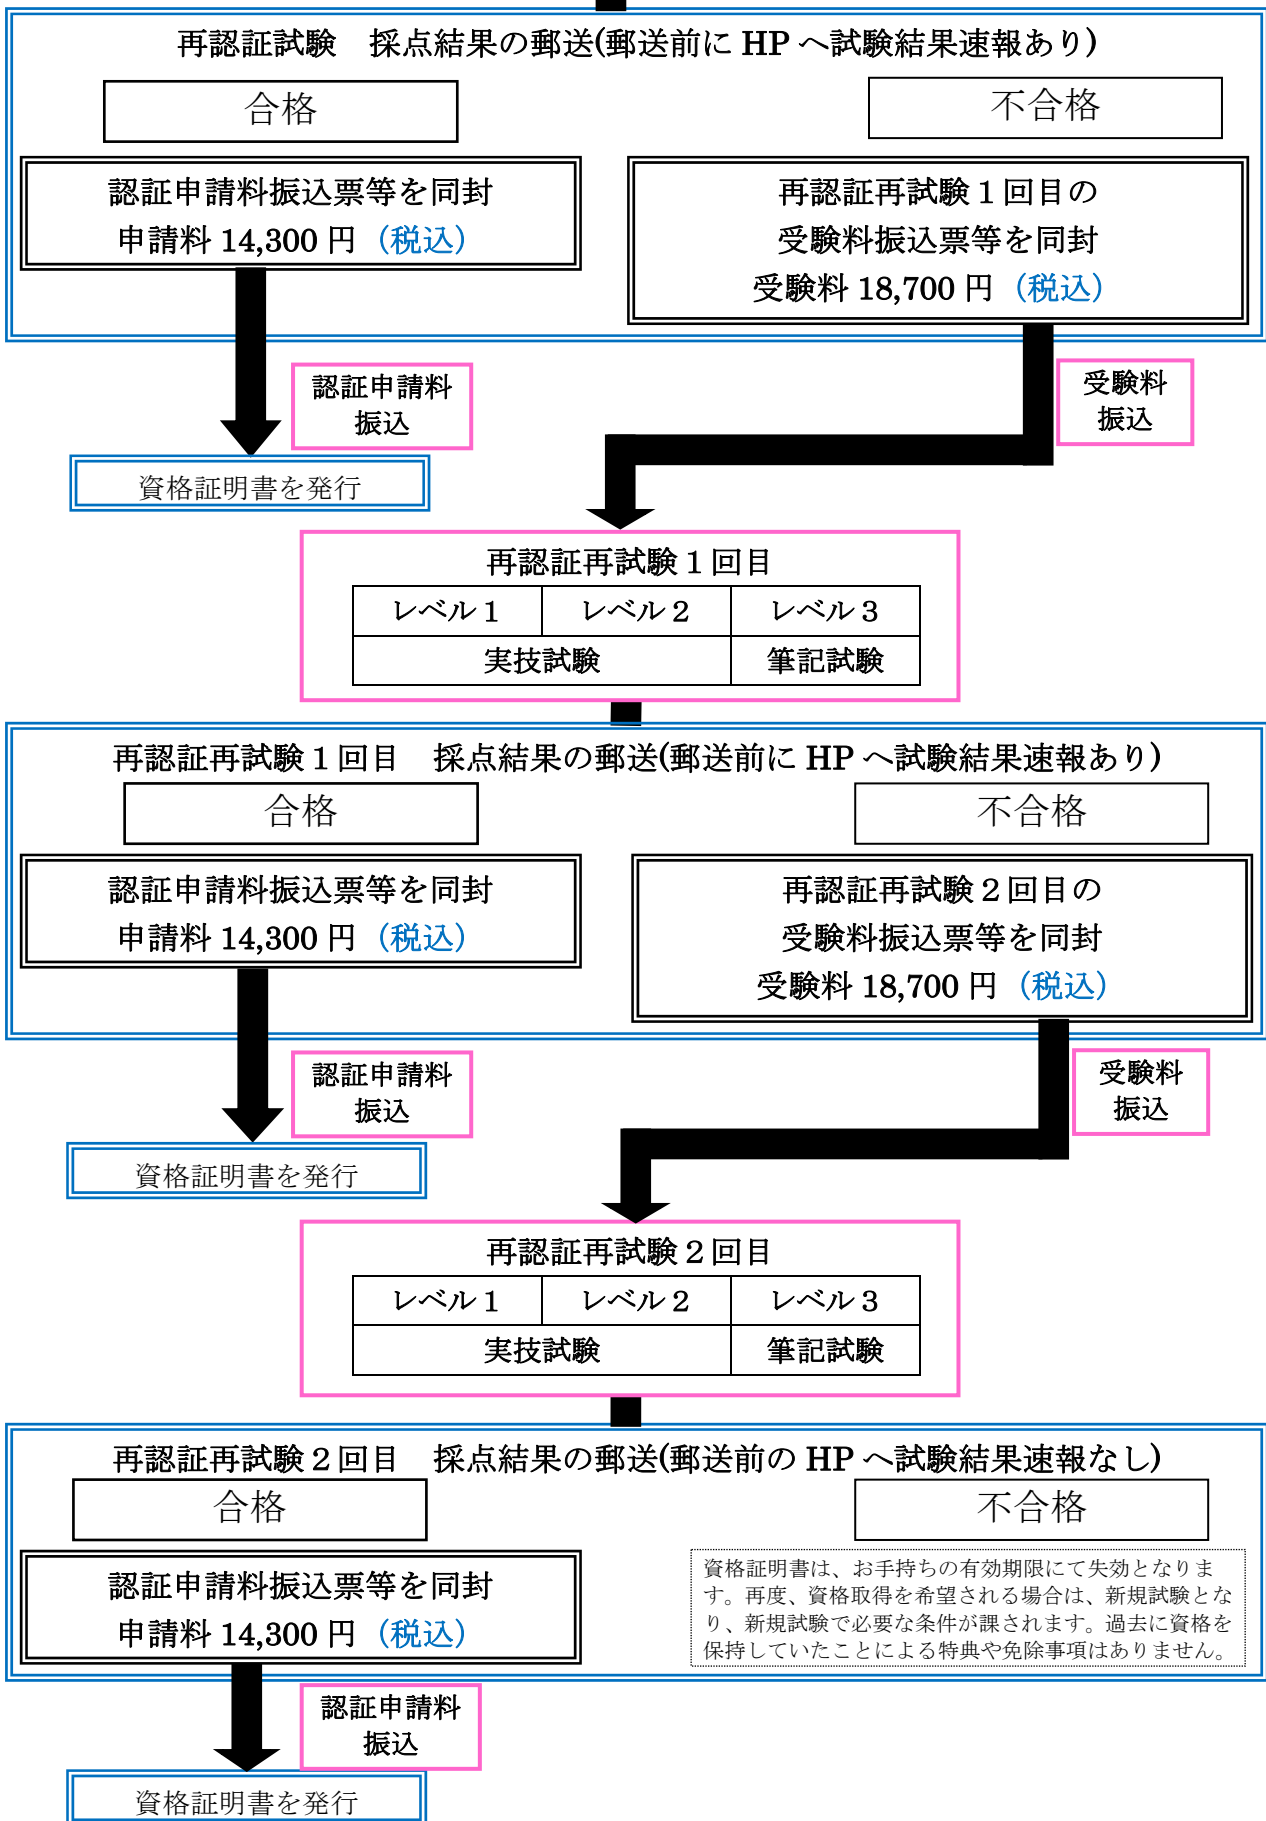 再認証試験　採点結果の郵送(郵送前に HP へ試験結果速報あり)
合格
不合格
認証申請料振込票等を同封
申請料 14,300 円（税込）
再認証再試験１回目の
受験料振込票等を同封
受験料 18,700 円（税込）
認証申請料
振込
受験料
振込
資格証明書を発行
再認証再試験１回目
レベル１ レベル２ レベル３
実技試験 筆記試験
再認証再試験１回目　採点結果の郵送(郵送前に HP へ試験結果速報あり)
合格
不合格
認証申請料振込票等を同封
申請料 14,300 円（税込）
再認証再試験２回目の
受験料振込票等を同封
受験料 18,700 円（税込）
認証申請料
振込
受験料
振込
資格証明書を発行
再認証再試験２回目
レベル１ レベル２ レベル３
実技試験 筆記試験
再認証再試験２回目　採点結果の郵送(郵送前の HP へ試験結果速報なし)
合格
不合格
認証申請料振込票等を同封
申請料 14,300 円（税込）
資格証明書は、お手持ちの有効期限にて失効となりま
す。再度、資格取得を希望される場合は、新規試験とな
り、新規試験で必要な条件が課されます。過去に資格を
保持していたことによる特典や免除事項はありません。
認証申請料
振込
資格証明書を発行